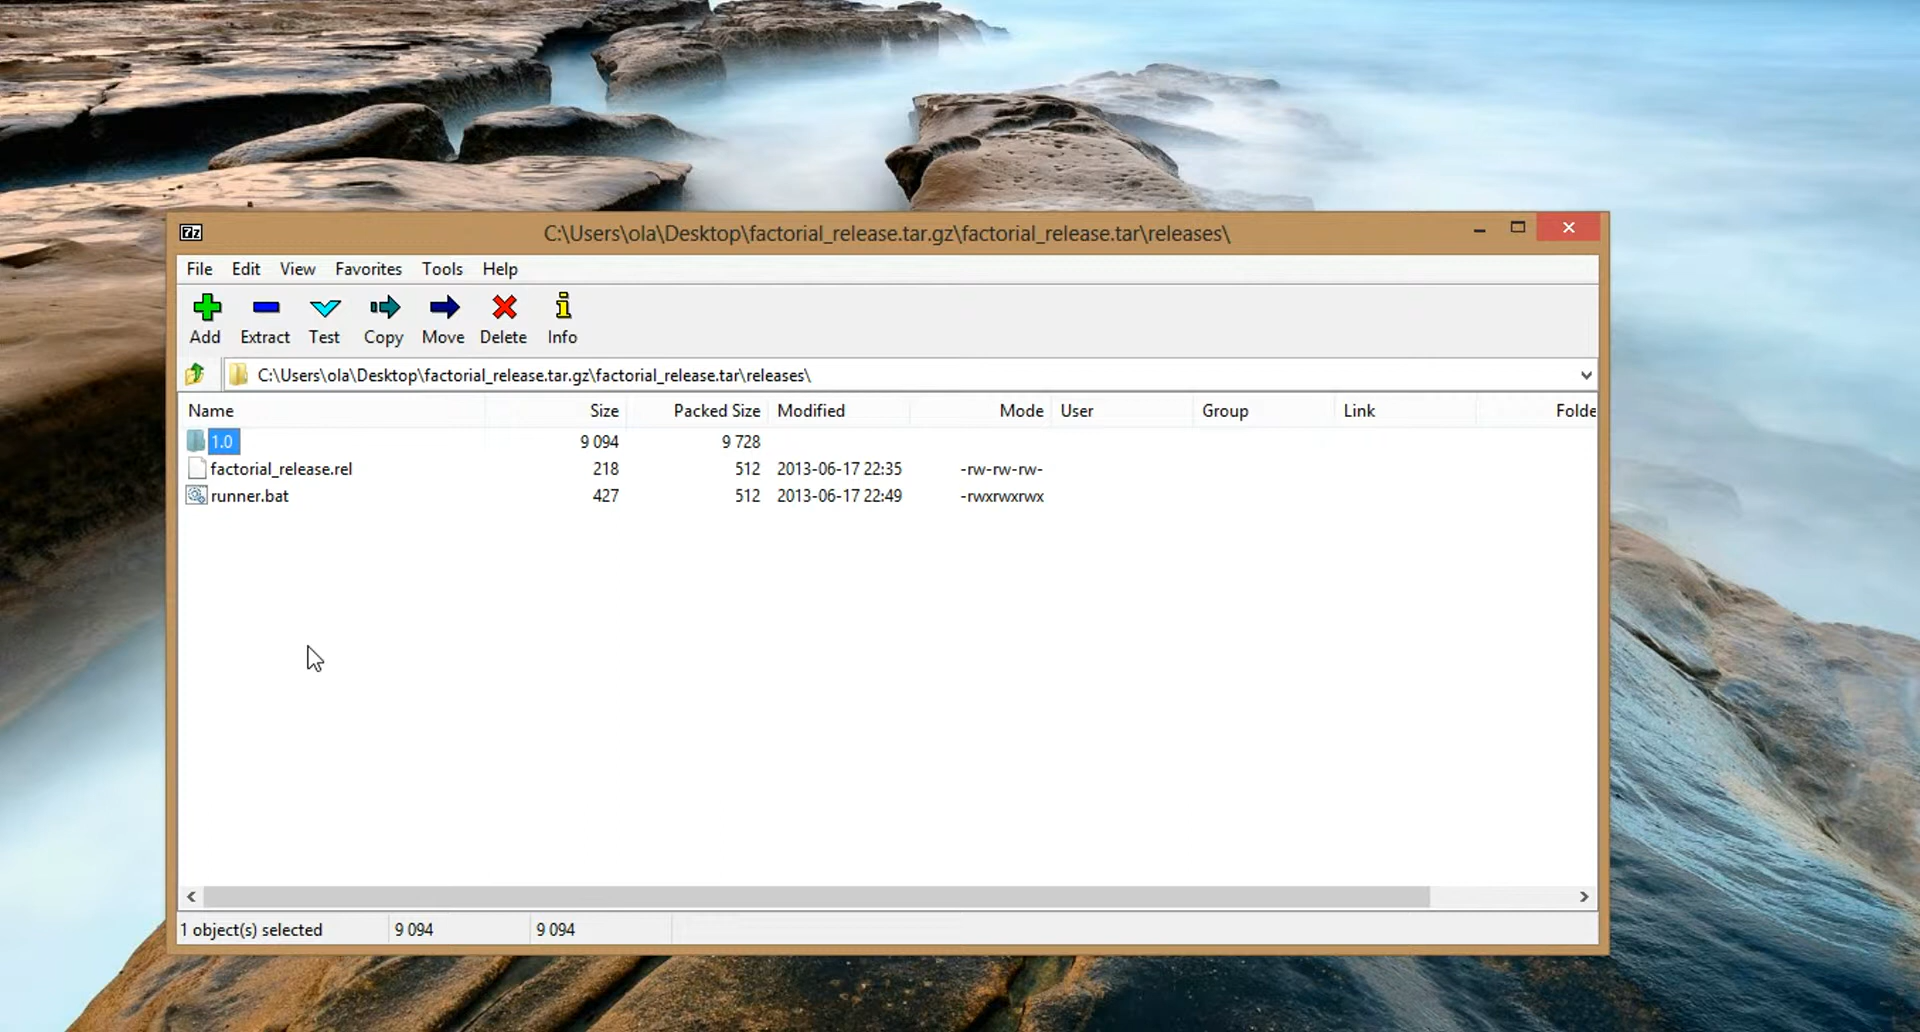 7z C:\Users\ola\Desktop\factorial_release.tar.gz\factorial_release.tar\releases\
File Edit View Favorites Tools Help
Add Extract Test Copy Move Delete Info
C:\Users\ola\Desktop\factorial_release.tar.gz\factorial_release.tar\releases\
Name Size Packed Size Modified Mode User Group Link Folde
1.0 9 094 9 728
factorial_release.rel 218 512 2013-06-17 22:35 -rw-rw-rw-
runner.bat 427 512 2013-06-17 22:49 -rwxrwxrwx
1 object(s) selected 9 094 9 094